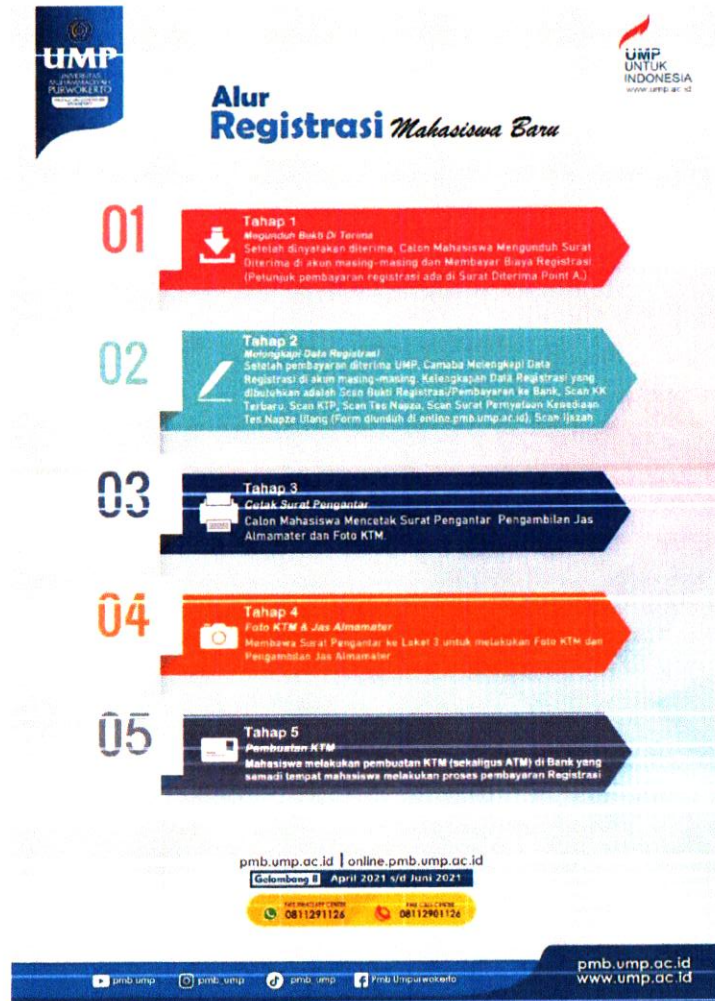 UMP
UNIVERSITAS
MUHAMMADIYAH
PURWOKERTO
UMP
UNTUK
INDONESIA
www.ump.ac.id
Alur
Registrasi Mahasiswa Baru
01
Tahap 1
Megunduh Bukti Di Terima
Setelah dinyatakan diterima, Calon Mahasiswa Mengunduh Surat
Diterima di akun masing-masing dan Membayar Biaya Registrasi
(Petunjuk pembayaran registrasi ada di Surat Diterima Point A.)
02
Tahap 2
Melengkapi Data Registrasi
Setelah pembayaran diterima UMP, Camaba Melengkapi Data
Registrasi di akun masing-masing. Kelengkapan Data Registrasi yang
dibutuhkan adalah Scan Bukti Registrasi/Pembayaran ke Bank, Scan KK
Terbaru, Scan KTP, Scan Tes Napza, Scan Surat Pernyataan Kesediaan
Tes Napza Ulang (Form diunduh di online.pmb.ump.ac.id), Scan Ijazah
03
Tahap 3
Cetak Surat Pengantar
Calon Mahasiswa Mencetak Surat Pengantar Pengambilan Jas
Almamater dan Foto KTM.
04
Tahap 4
Foto KTM & Jas Almamater
Membawa Surat Pengantar ke Loket 3 untuk melakukan Foto KTM dan
Pengambilan Jas Almamater
05
Tahap 5
Pembuatan KTM
Mahasiswa melakukan pembuatan KTM (sekaligus ATM) di Bank yang
samadi tempat mahasiswa melakukan proses pembayaran Registrasi
pmb.ump.ac.id | online.pmb.ump.ac.id
Gelombang II April 2021 s/d Juni 2021
PMB WHATSAPP CENTER
0811291126
PMB CALL CENTER
08112901126
pmb.ump
pmb_ump
pmb_ump
Pmb Umpurwokerto
pmb.ump.ac.id
www.ump.ac.id